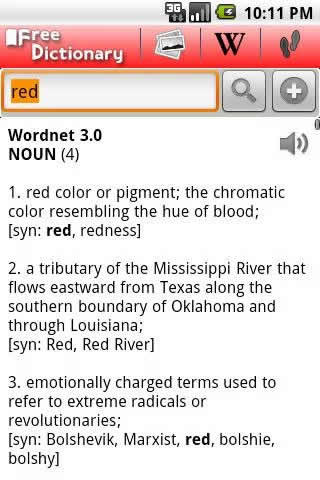 3G 10:11 PM
Free
Dictionary
W
red
Wordnet 3.0
NOUN (4)
1. red color or pigment; the chromatic
color resembling the hue of blood;
[syn: red, redness]
2. a tributary of the Mississippi River that
flows eastward from Texas along the
southern boundary of Oklahoma and
through Louisiana;
[syn: Red, Red River]
3. emotionally charged terms used to
refer to extreme radicals or
revolutionaries;
[syn: Bolshevik, Marxist, red, bolshie,
bolshy]